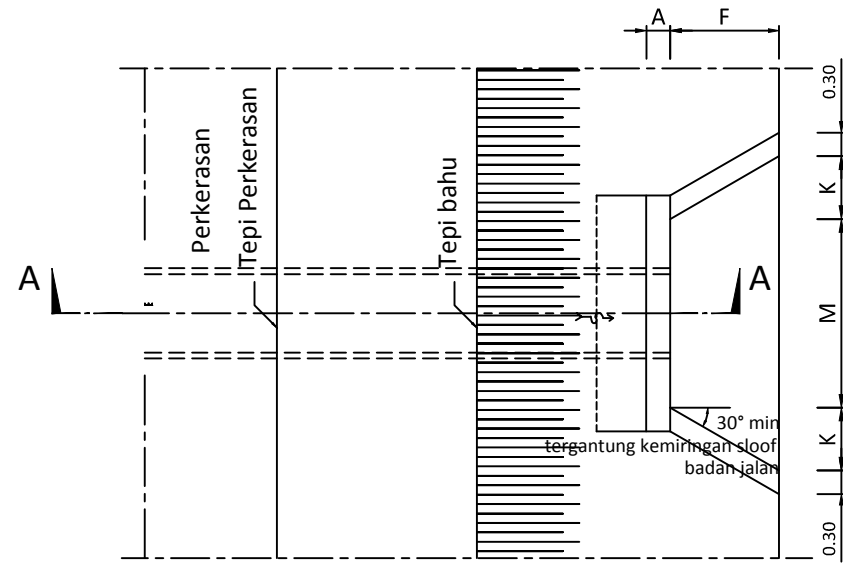 A
F
0.30
K
M
K
0.30
Perkerasan
Tepi Perkerasan
Tepi bahu
A
A
30° min
tergantung kemiringan sloof
badan jalan